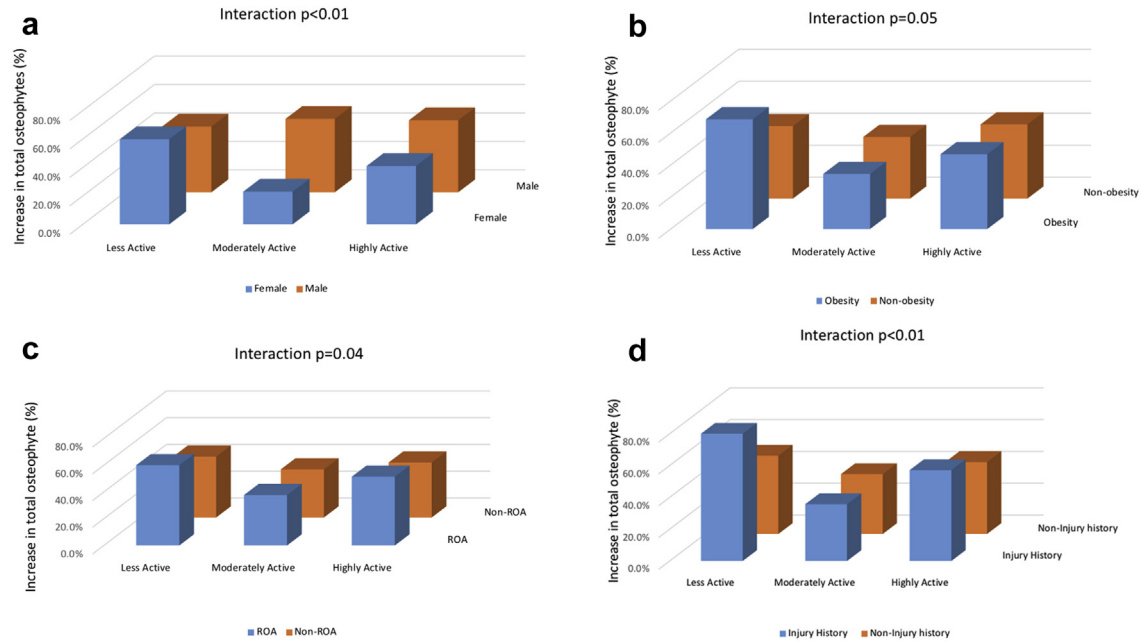 a
Interaction p<0.01
Increase in total osteophytes (%)
80.0%
60.0%
40.0%
20.0%
0.0%
Less Active
Moderately Active
Highly Active
Male
Female
Female
Male
b
Interaction p=0.05
Increase in total osteophyte (%)
80.0%
60.0%
40.0%
20.0%
0.0%
Less Active
Moderately Active
Highly Active
Non-obesity
Obesity
Obesity
Non-obesity
c
Interaction p=0.04
Increase in total osteophyte (%)
80.0%
60.0%
40.0%
20.0%
0.0%
Less Active
Moderately Active
Highly Active
Non-ROA
ROA
ROA
Non-ROA
d
Interaction p<0.01
Increase in total osteophyte (%)
80.0%
60.0%
40.0%
20.0%
0.0%
Less Active
Moderately Active
Highly Active
Non-Injury history
Injury History
Injury History
Non-Injury history